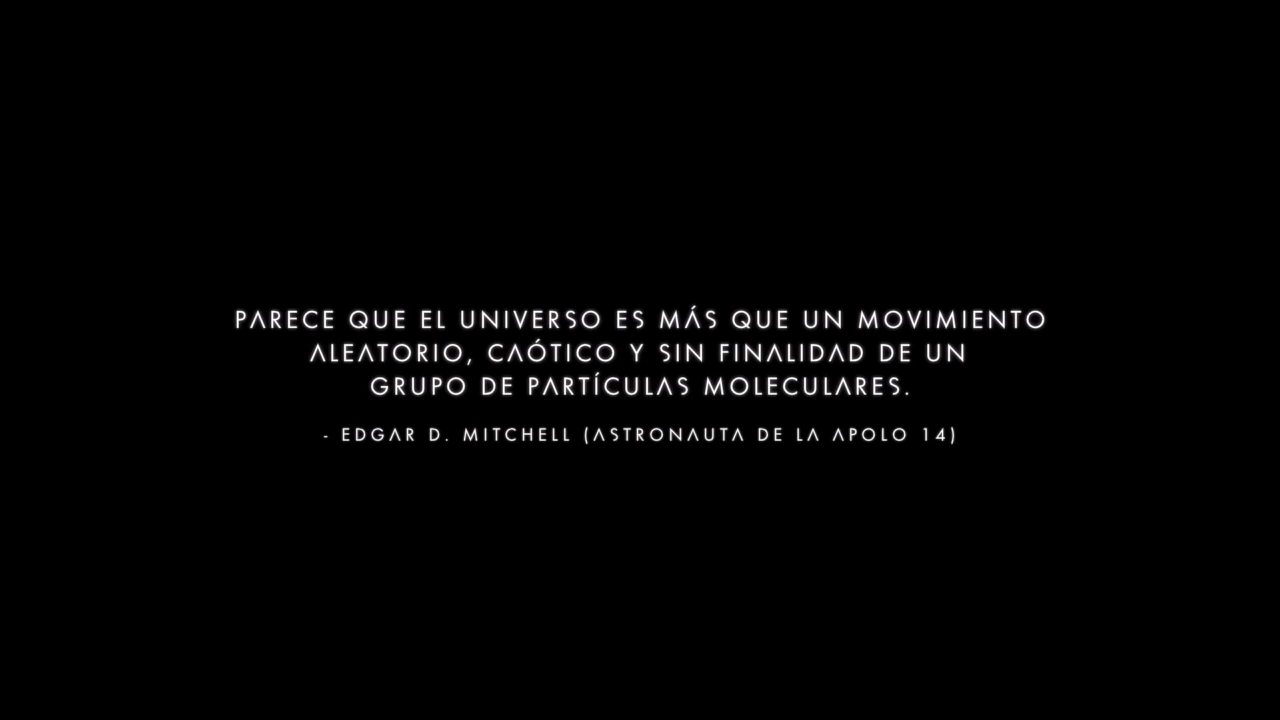 PARECE QUE EL UNIVERSO ES MÁS QUE UN MOVIMIENTO
ALEATORIO, CAÓTICO Y SIN FINALIDAD DE UN
GRUPO DE PARTÍCULAS MOLECULARES.
- EDGAR D. MITCHELL (ASTRONAUTA DE LA APOLO 14)